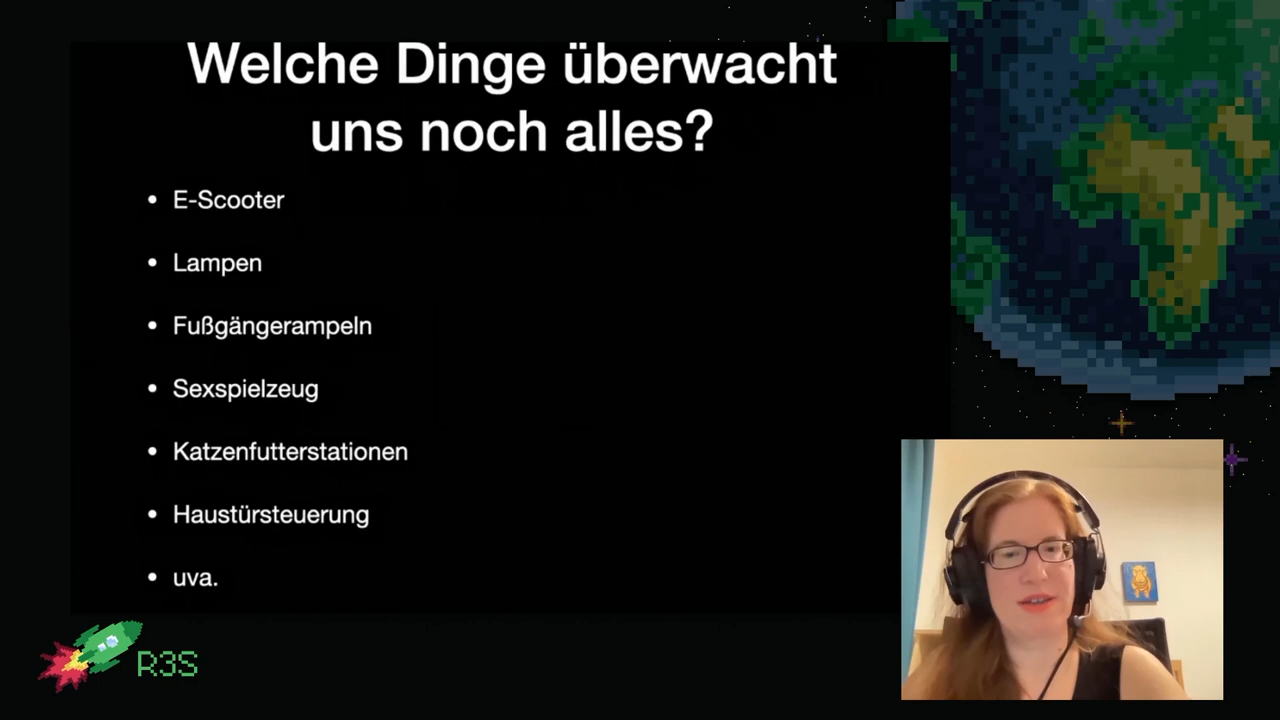 Welche Dinge überwacht
uns noch alles?
• E-Scooter
• Lampen
• Fußgängerampeln
• Sexspielzeug
• Katzenfutterstationen
• Haustürsteuerung
• uva.
R3S